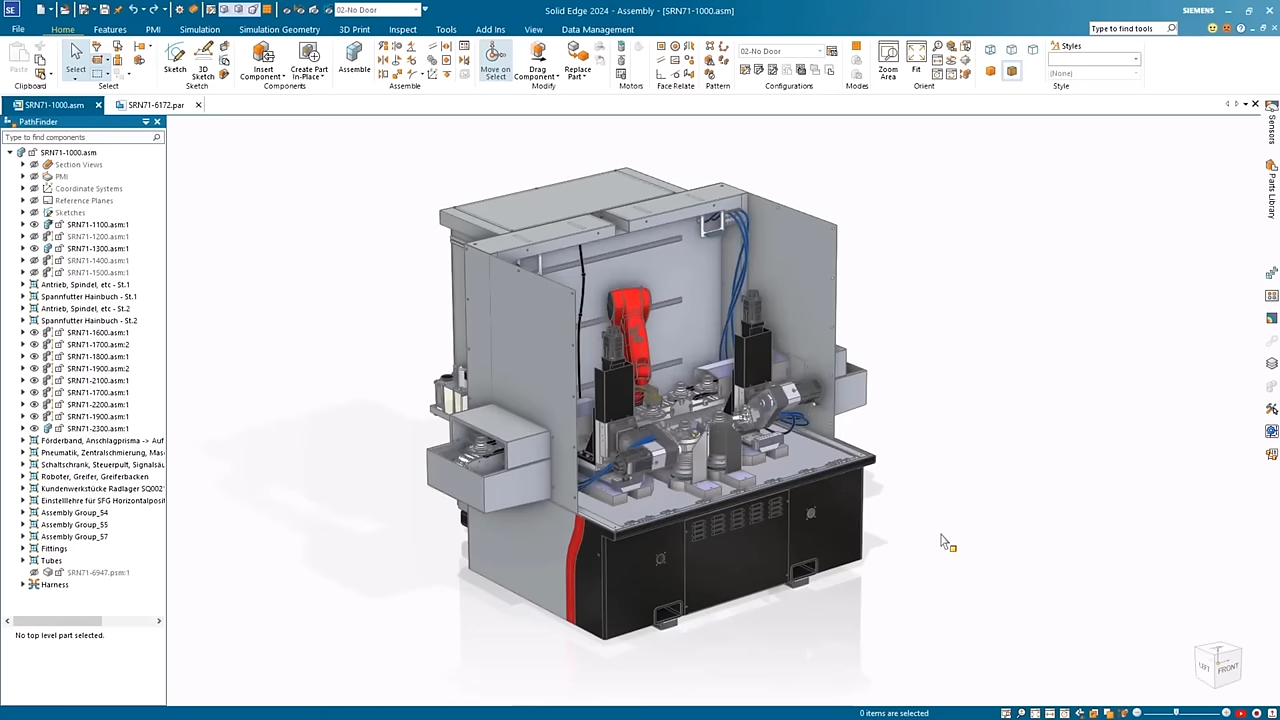 SE
02-No Door
Solid Edge 2024 - Assembly - [SRN71-1000.asm]
SIEMENS
File Home Features PMI Simulation Simulation Geometry 3D Print Inspect Tools Add Ins View Data Management
Type to find tools
Paste
Select
Sketch
3D
Sketch
Insert
Component
Create Part
In-Place
Assemble
Move on
Select
Drag
Component
Replace
Part
02-No Door
Zoom
Area
Fit
Styles
(None)
Clipboard Select Sketch Components Assemble Modify Motors Face Relate Pattern Configurations Modes Orient Style
SRN71-1000.asm
SRN71-6172.par
PathFinder
Type to find components
SRN71-1000.asm
Section Views
PMI
Coordinate Systems
Reference Planes
Sketches
SRN71-1100.asm:1
SRN71-1200.asm:1
SRN71-1300.asm:1
SRN71-1400.asm:1
SRN71-1500.asm:1
Antrieb, Spindel, etc - St.1
Spannfutter Hainbuch - St.1
Antrieb, Spindel, etc - St.2
Spannfutter Hainbuch - St.2
SRN71-1600.asm:1
SRN71-1700.asm:2
SRN71-1800.asm:1
SRN71-1900.asm:2
SRN71-2100.asm:1
SRN71-1700.asm:1
SRN71-2200.asm:1
SRN71-1900.asm:1
SRN71-2300.asm:1
Förderband, Anschlagprisma -> Auf
Pneumatik, Zentralschmierung, Mas
Schaltschrank, Steuerpult, Signalsäu
Roboter, Greifer, Greiferbacken
Kundenwerkstücke Radlager SQ002
Einstelllehre für SFG Horizontalposit
Assembly Group_54
Assembly Group_55
Assembly Group_57
Fittings
Tubes
SRN71-6947.psm:1
Harness
No top level part selected.
Sensors
Parts Library
LEFT
FRONT
0 items are selected